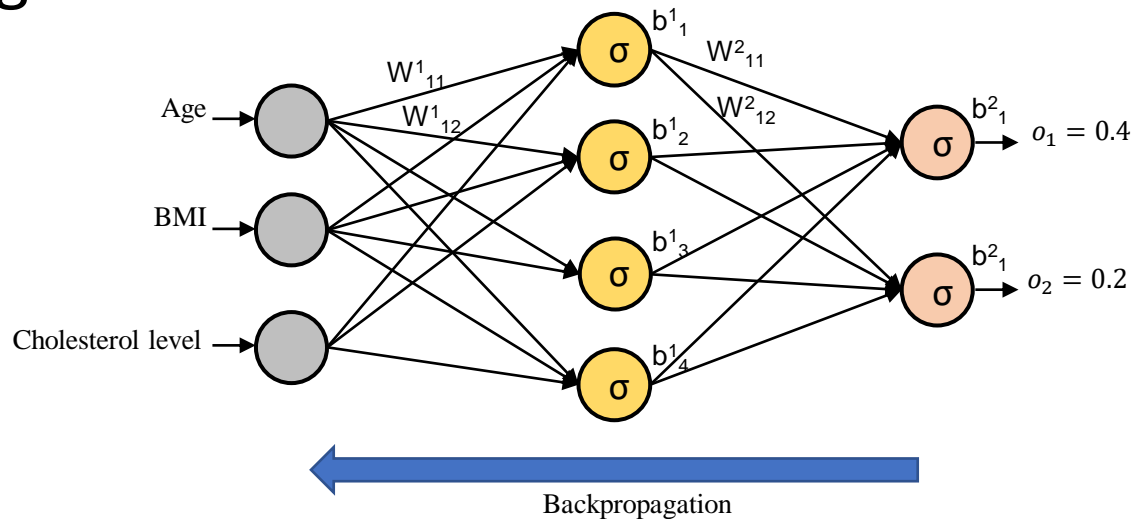 g
b¹₁
W¹₁₁
W²₁₁
Age
W¹₁₂
σ
W²₁₂
b¹₂
b²₁
σ
σ
o₁ = 0.4
BMI
b¹₃
b²₁
σ
σ
o₂ = 0.2
Cholesterol level
b¹₄
σ
Backpropagation